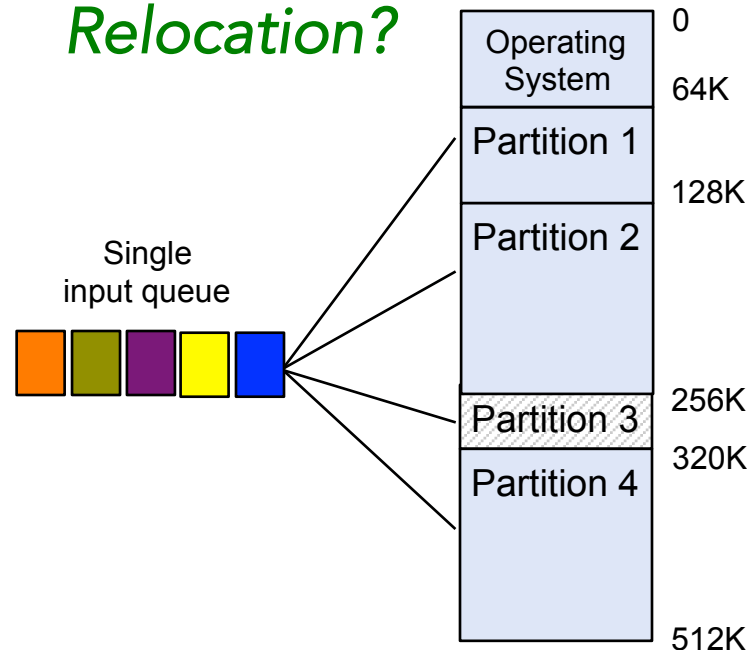 Relocation?
Single
input queue
Operating
System
Partition 1
Partition 2
Partition 3
Partition 4
0
64K
128K
256K
320K
512K